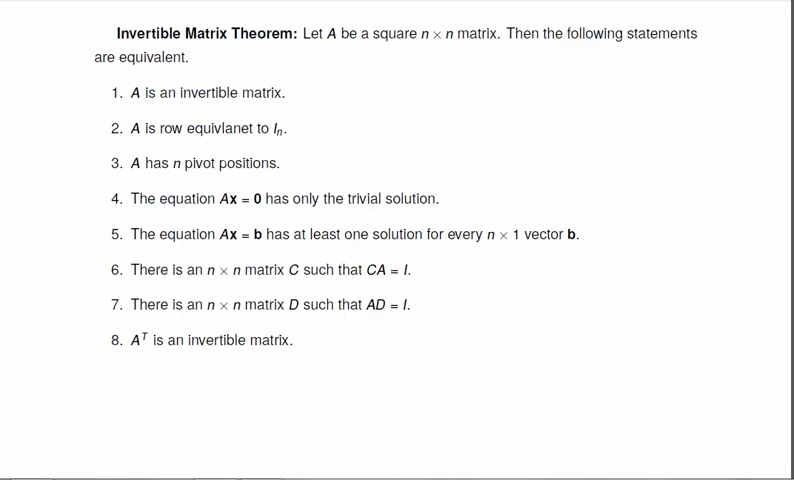 Invertible Matrix Theorem: Let A be a square n × n matrix. Then the following statements
are equivalent.
1. A is an invertible matrix.
2. A is row equivlanet to Iₙ.
3. A has n pivot positions.
4. The equation Ax = 0 has only the trivial solution.
5. The equation Ax = b has at least one solution for every n × 1 vector b.
6. There is an n × n matrix C such that CA = I.
7. There is an n × n matrix D such that AD = I.
8. Aᵀ is an invertible matrix.